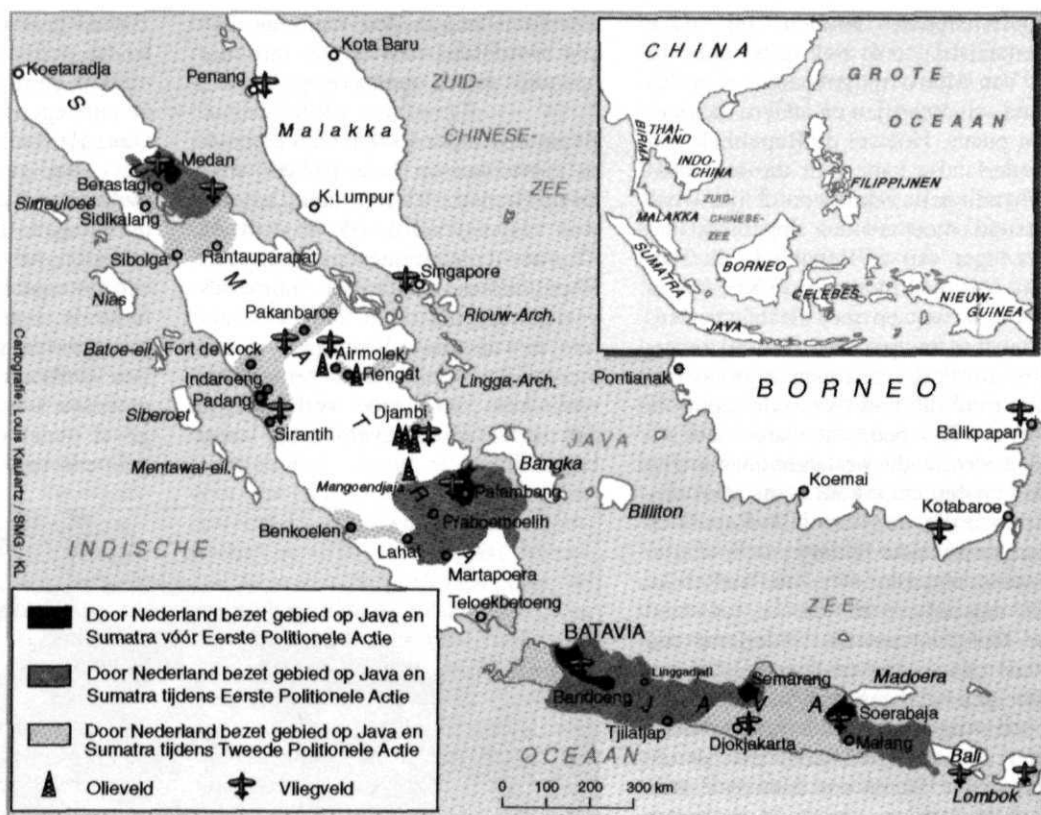 Kota Baru
Koetaradja
Penang
ZUID-
Malakka
CHINESE-
ZEE
S
U
M
A
T
R
A
Medan
Berastagi
Simeuloeë
Sidikalang
K.Lumpur
Sibolga
Rantauparapat
Singapore
Nias
Pakanbaroe
Riouw-Arch.
Batoe-eil.
Fort de Kock
Airmolek
Rengat
Lingga-Arch.
Indaroeng
Padang
Siberoet
Sirantih
Djambi
JAVA
Mentawai-eil.
Bangka
Mangoendjaja
Palambang
Billiton
Benkoelen
Praboemoelih
INDISCHE
Lahat
Martapoera
Teloekbetoeng
ZEE
CHINA
GROTE
OCEAAN
BIRMA
THAI-
LAND
INDO-
CHINA
FILIPPIJNEN
ZUID-
CHINESE-
ZEE
MALAKKA
SUMATRA
BORNEO
CELEBES
NIEUW-
GUINEA
JAVA
Pontianak
BORNEO
Balikpapan
Koemai
Kotabaroe
BATAVIA
Linggadjati
Semarang
Madoera
Bandoeng
J A V A
Soerabaja
Tjilatjap
Djokjakarta
Malang
OCEAAN
Bali
Lombok
0 100 200 300 km
Door Nederland bezet gebied op Java en
Sumatra vóór Eerste Politionele Actie
Door Nederland bezet gebied op Java en
Sumatra tijdens Eerste Politionele Actie
Door Nederland bezet gebied op Java en
Sumatra tijdens Tweede Politionele Actie
Olieveld
Vliegveld
Cartografie: Louis Kaulartz / SMG / KL